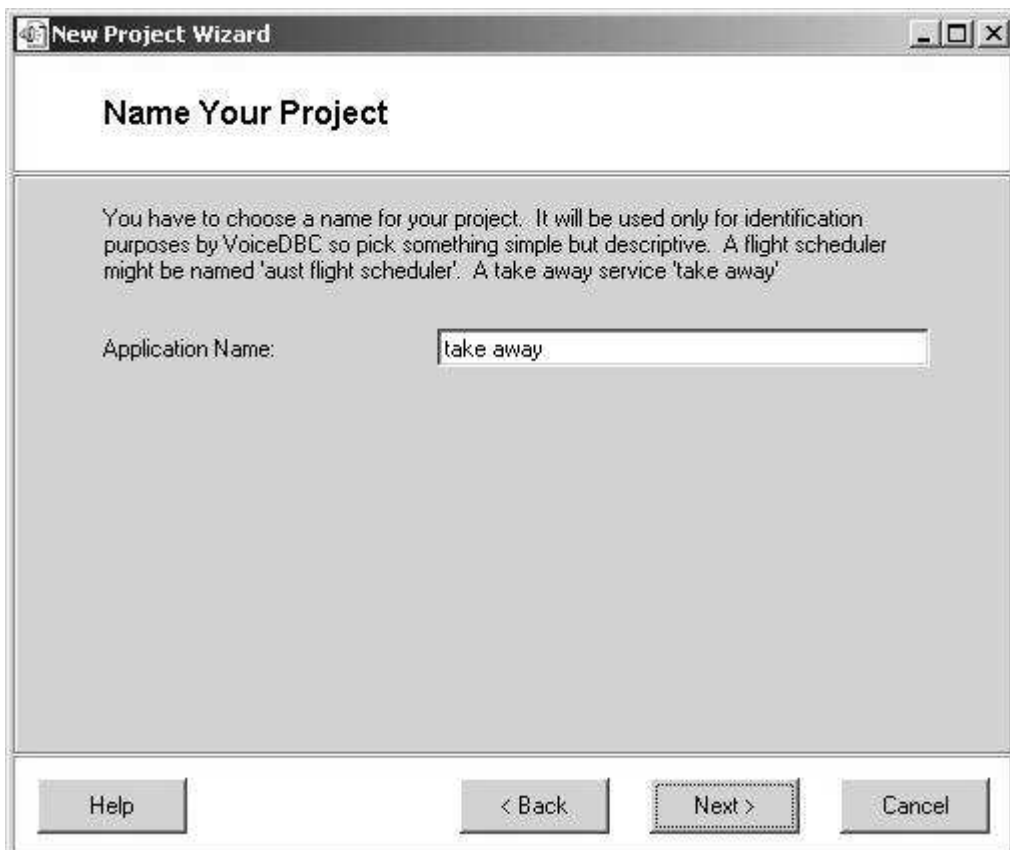 New Project Wizard
Name Your Project
You have to choose a name for your project.  It will be used only for identification
purposes by VoiceDBC so pick something simple but descriptive.  A flight scheduler
might be named 'aust flight scheduler'.  A take away service 'take away'
Application Name: take away
Help < Back Next > Cancel